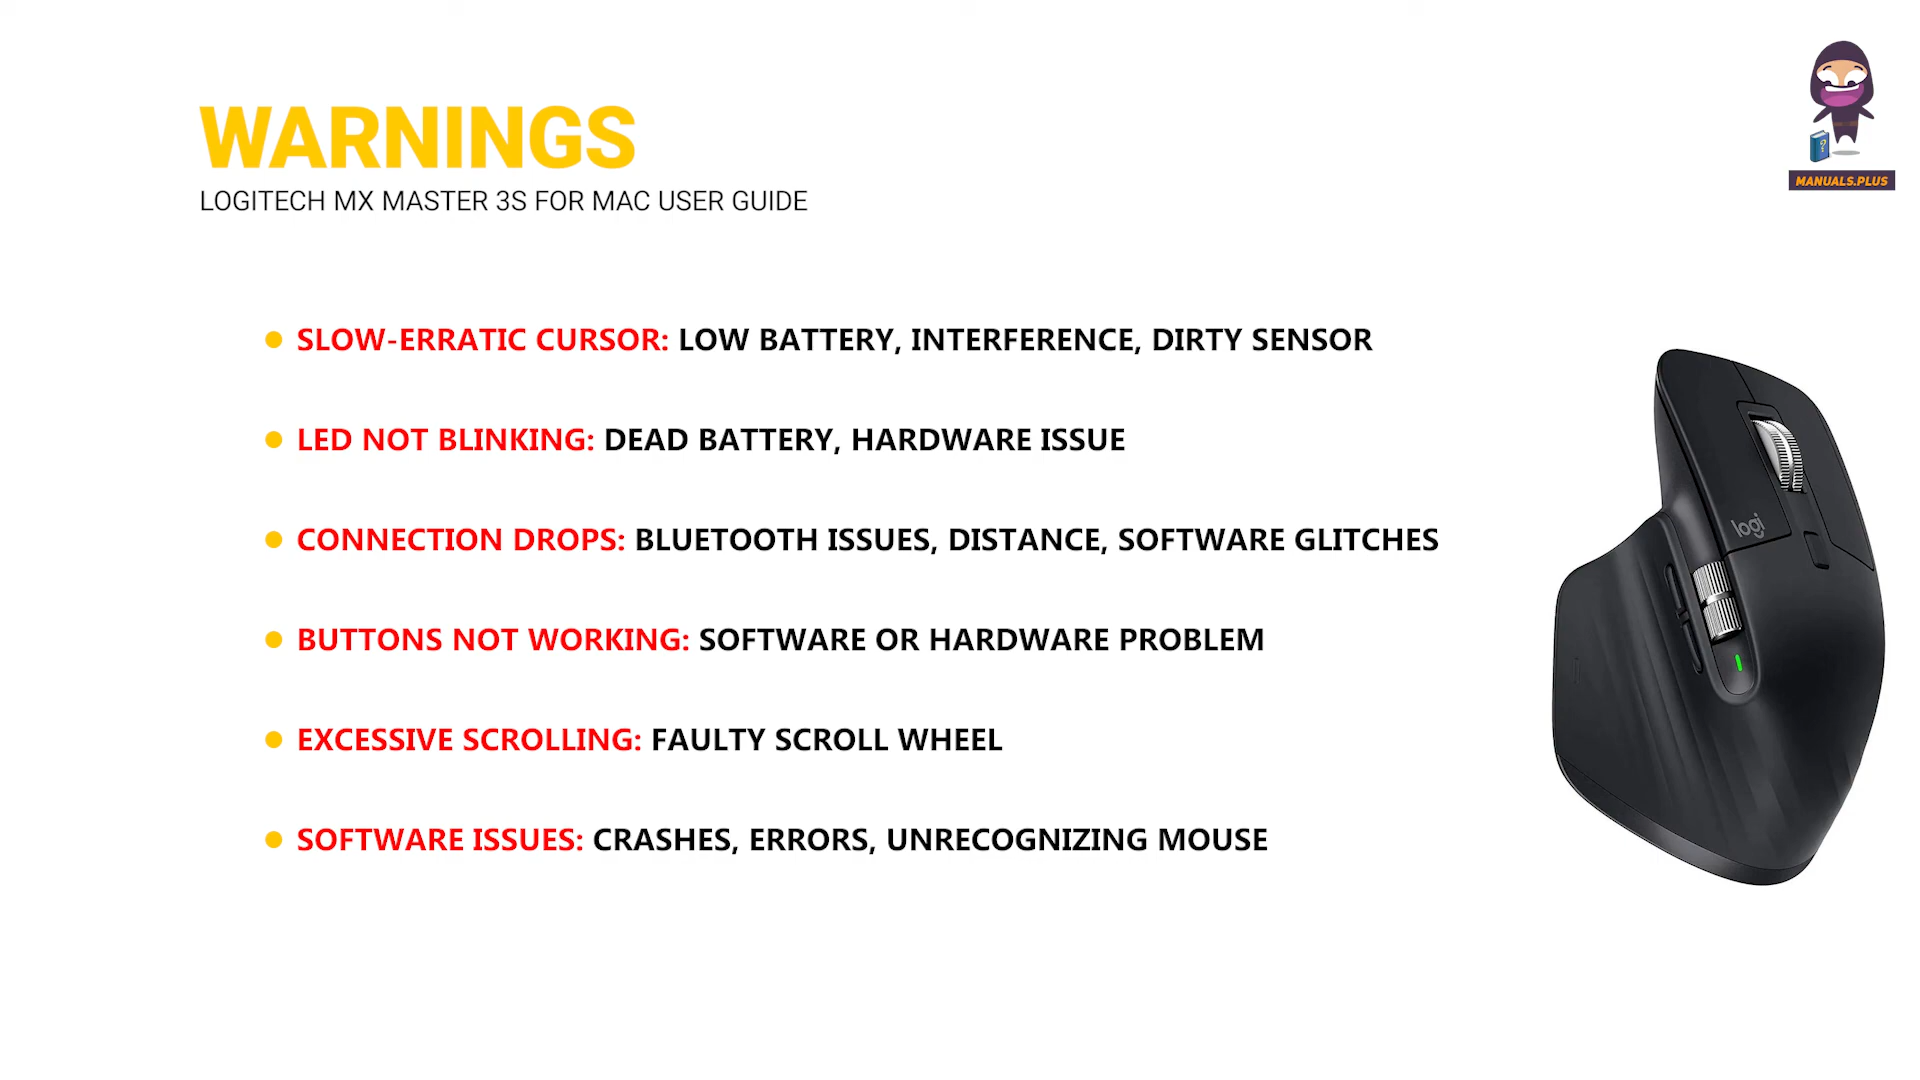 WARNINGS
LOGITECH MX MASTER 3S FOR MAC USER GUIDE
MANUALS.PLUS
SLOW-ERRATIC CURSOR: LOW BATTERY, INTERFERENCE, DIRTY SENSOR
LED NOT BLINKING: DEAD BATTERY, HARDWARE ISSUE
CONNECTION DROPS: BLUETOOTH ISSUES, DISTANCE, SOFTWARE GLITCHES
BUTTONS NOT WORKING: SOFTWARE OR HARDWARE PROBLEM
EXCESSIVE SCROLLING: FAULTY SCROLL WHEEL
SOFTWARE ISSUES: CRASHES, ERRORS, UNRECOGNIZING MOUSE
logi
?